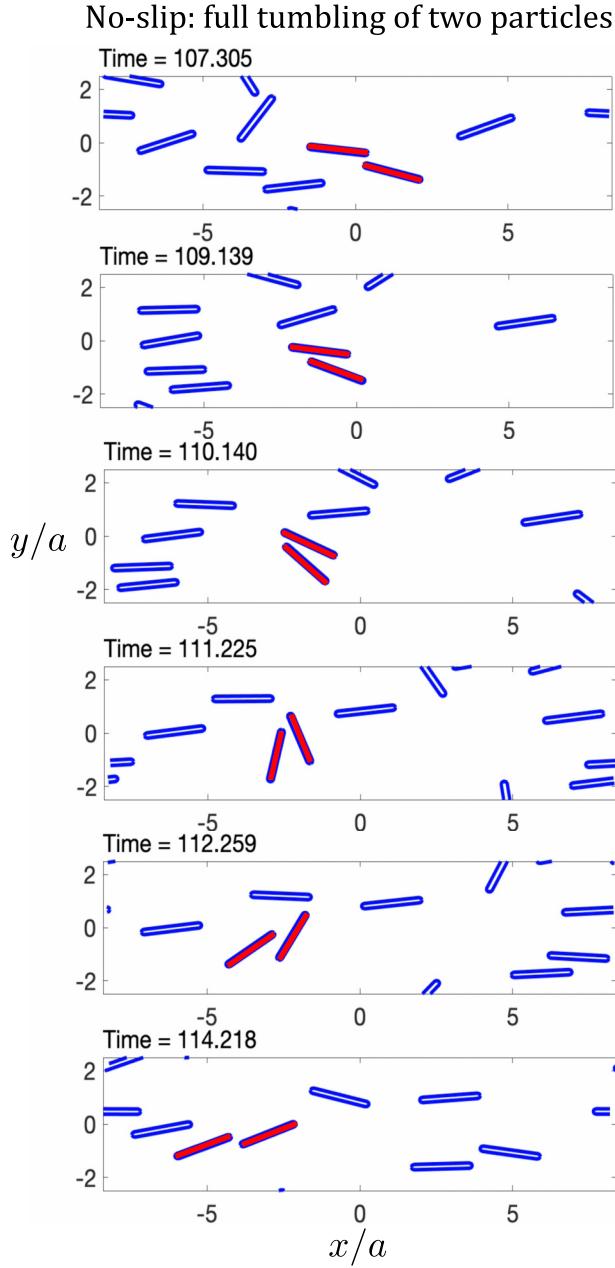 No-slip: full tumbling of two particles
Time = 107.305
2
0
-2
-5 0 5
Time = 109.139
2
0
-2
-5 0 5
Time = 110.140
2
0
-2
-5 0 5
y/a
Time = 111.225
2
0
-2
-5 0 5
Time = 112.259
2
0
-2
-5 0 5
Time = 114.218
2
0
-2
-5 0 5
x/a